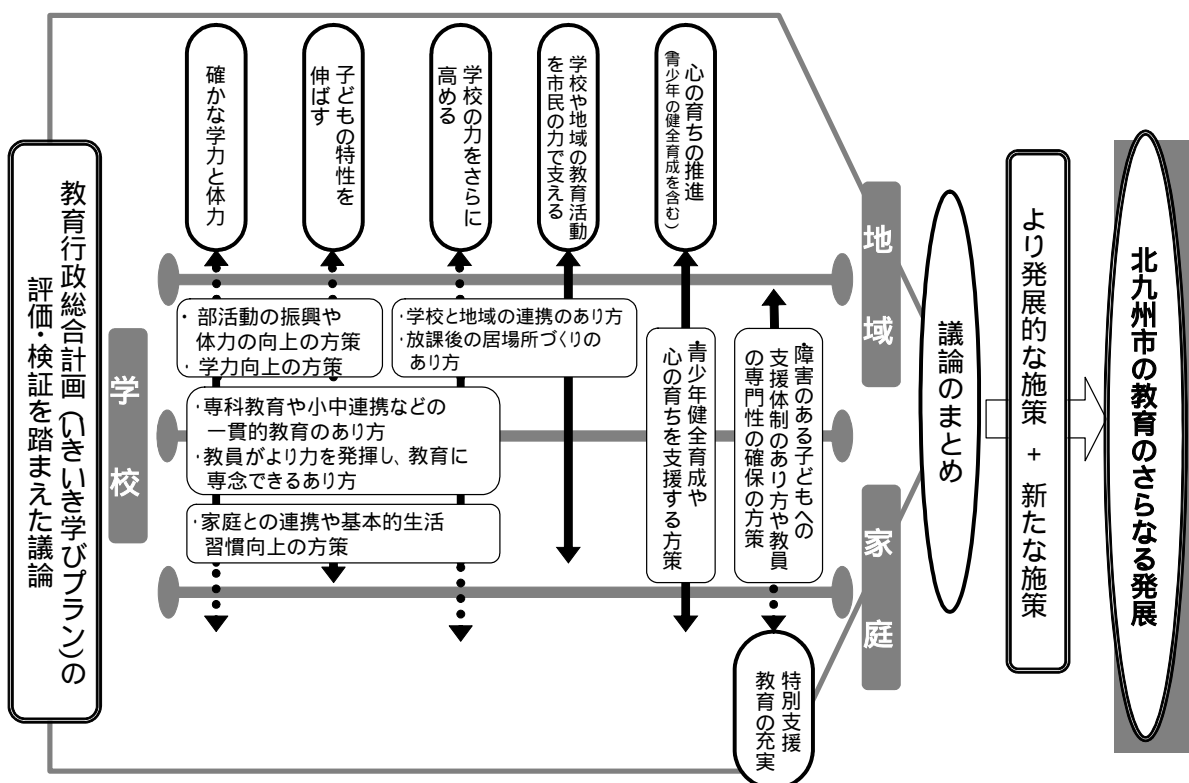 教育行政総合計画(いきいき学びプラン)の
評価・検証を踏まえた議論
学校
確かな学力と体力
子どもの特性を
伸ばす
学校の力をさらに
高める
学校や地域の教育活動
を市民の力で支える
心の育ちの推進
(青少年の健全育成を含む)
・部活動の振興や
体力の向上の方策
・学力向上の方策
・学校と地域の連携のあり方
・放課後の居場所づくりの
あり方
・専科教育や小中連携などの
一貫的教育のあり方
・教員がより力を発揮し、教育に
専念できるあり方
・家庭との連携や基本的生活
習慣向上の方策
・青少年健全育成や
心の育ちを支援する方策
・障害のある子どもへの
支援体制のあり方や教員
の専門性の確保の方策
特別支援
教育の充実
地域
家庭
議論のまとめ
より発展的な施策 + 新たな施策
北九州市の教育のさらなる発展